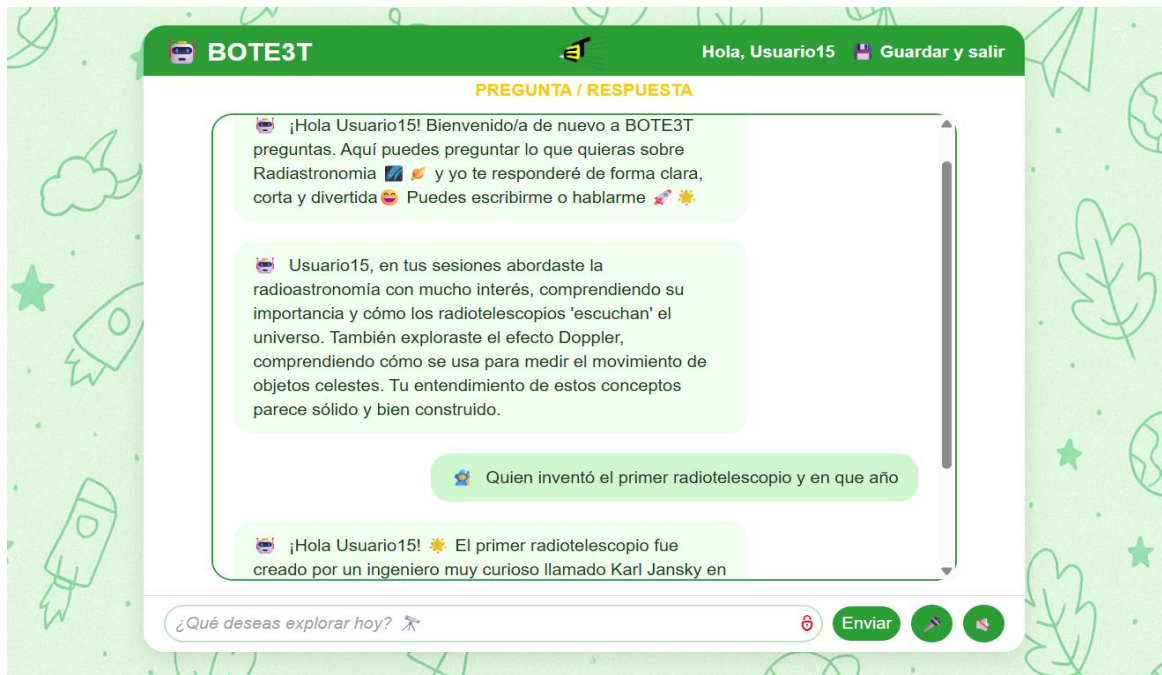 BOTE3T
Hola, Usuario15 Guardar y salir
PREGUNTA / RESPUESTA
¡Hola Usuario15! Bienvenido/a de nuevo a BOTE3T
preguntas. Aquí puedes preguntar lo que quieras sobre
Radiastronomia y yo te responderé de forma clara,
corta y divertida Puedes escribirme o hablarme
Usuario15, en tus sesiones abordaste la
radioastronomía con mucho interés, comprendiendo su
importancia y cómo los radiotelescopios 'escuchan' el
universo. También exploraste el efecto Doppler,
comprendiendo cómo se usa para medir el movimiento de
objetos celestes. Tu entendimiento de estos conceptos
parece sólido y bien construido.
Quien inventó el primer radiotelescopio y en que año
¡Hola Usuario15! El primer radiotelescopio fue
creado por un ingeniero muy curioso llamado Karl Jansky en
¿Qué deseas explorar hoy?
Enviar